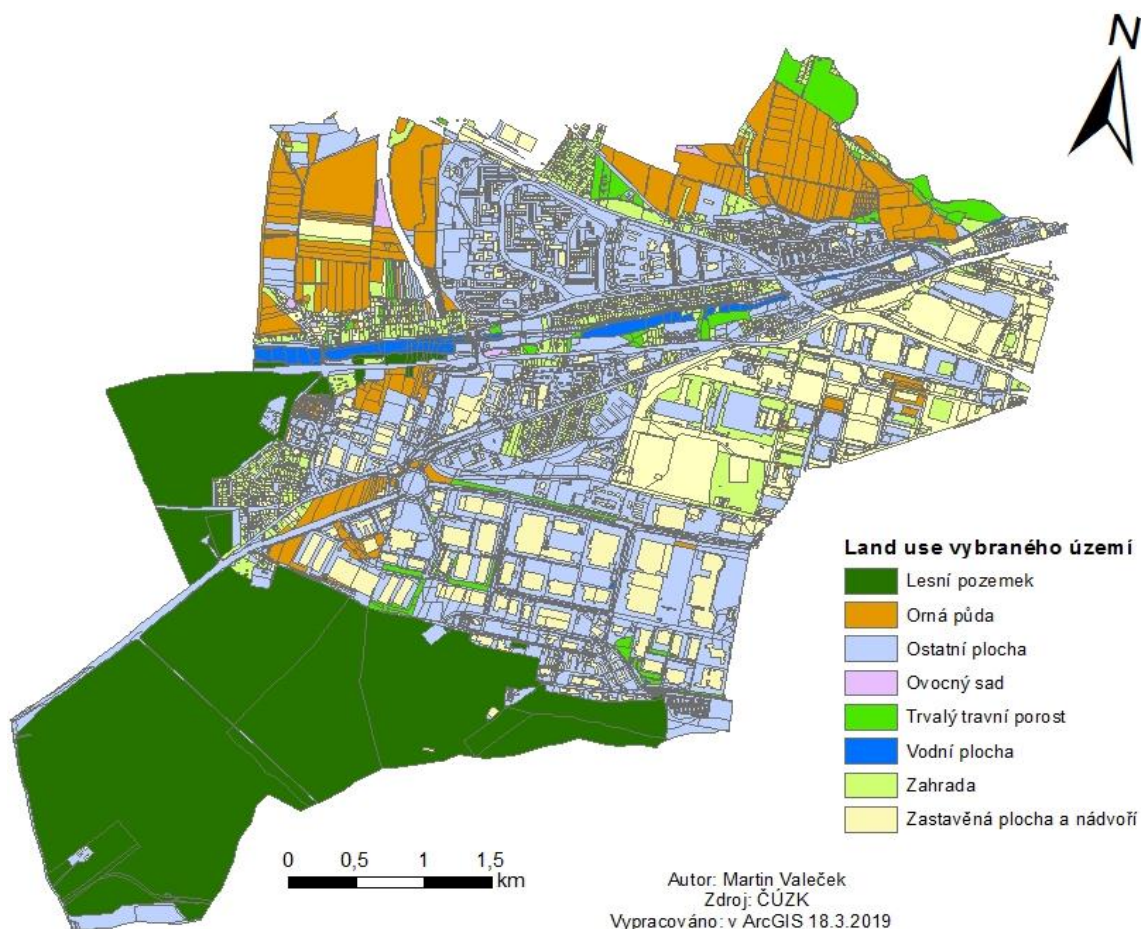 N
Land use vybraného území
Lesní pozemek
Orná půda
Ostatní plocha
Ovocný sad
Trvalý travní porost
Vodní plocha
Zahrada
Zastavěná plocha a nádvoří
0 0,5 1 1,5
km
Autor: Martin Valeček
Zdroj: ČÚZK
Vypracováno: v ArcGIS 18.3.2019